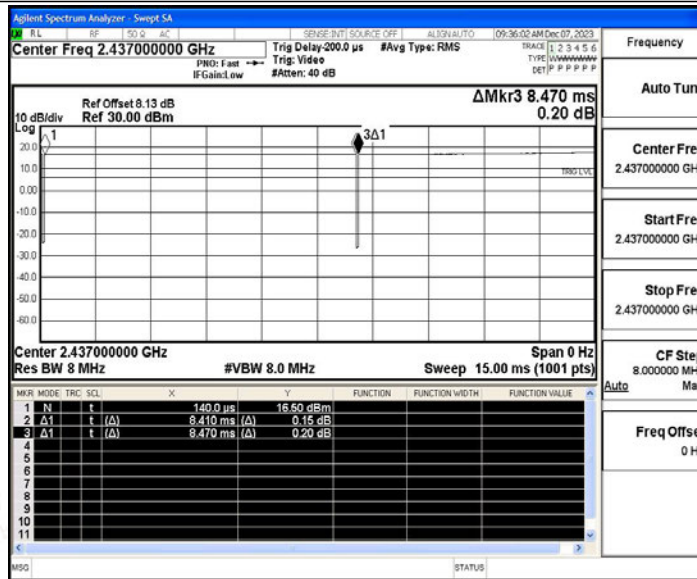 Agilent Spectrum Analyzer - Swept SA
RL RF 50 Ω AC SENSE:INT SOURCE OFF ALIGN AUTO 09:36:02 AM Dec 07, 2023
Center Freq 2.437000000 GHz
PNO: Fast
IFGain:Low
Trig Delay-200.0 µs
Trig: Video
#Atten: 40 dB
#Avg Type: RMS
TRACE 1 2 3 4 5 6
TYPE WWWWWW
DET P P P P P P
ΔMkr3 8.470 ms
0.20 dB
Ref Offset 8.13 dB
10 dB/div Ref 30.00 dBm
Log
1
3Δ1
20.0
10.0
TRIG LVL
0.00
-10.0
-20.0
-30.0
-40.0
-50.0
-60.0
Center 2.437000000 GHz Span 0 Hz
Res BW 8 MHz #VBW 8.0 MHz Sweep 15.00 ms (1001 pts)
MKR MODE TRC SCL X Y FUNCTION FUNCTION WIDTH FUNCTION VALUE
1 N t 140.0 µs 16.50 dBm
2 Δ1 t (Δ) 8.410 ms (Δ) 0.15 dB
3 Δ1 t (Δ) 8.470 ms (Δ) 0.20 dB
4
5
6
7
8
9
10
11
MSG STATUS
Frequency
Auto Tun
Center Fre
2.437000000 GH
Start Fre
2.437000000 GH
Stop Fre
2.437000000 GH
CF Ste
8.000000 MH
Auto Ma
Freq Offse
0 H